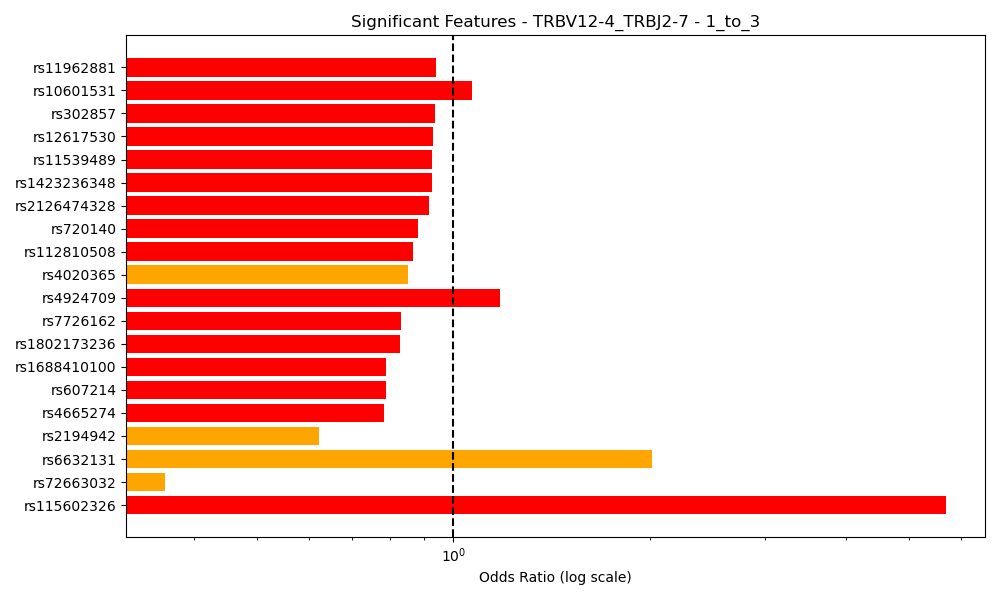 Significant Features - TRBV12-4_TRBJ2-7 - 1_to_3
rs11962881
rs10601531
rs302857
rs12617530
rs11539489
rs1423236348
rs2126474328
rs720140
rs112810508
rs4020365
rs4924709
rs7726162
rs1802173236
rs1688410100
rs607214
rs4665274
rs2194942
rs6632131
rs72663032
rs115602326
10⁰
Odds Ratio (log scale)